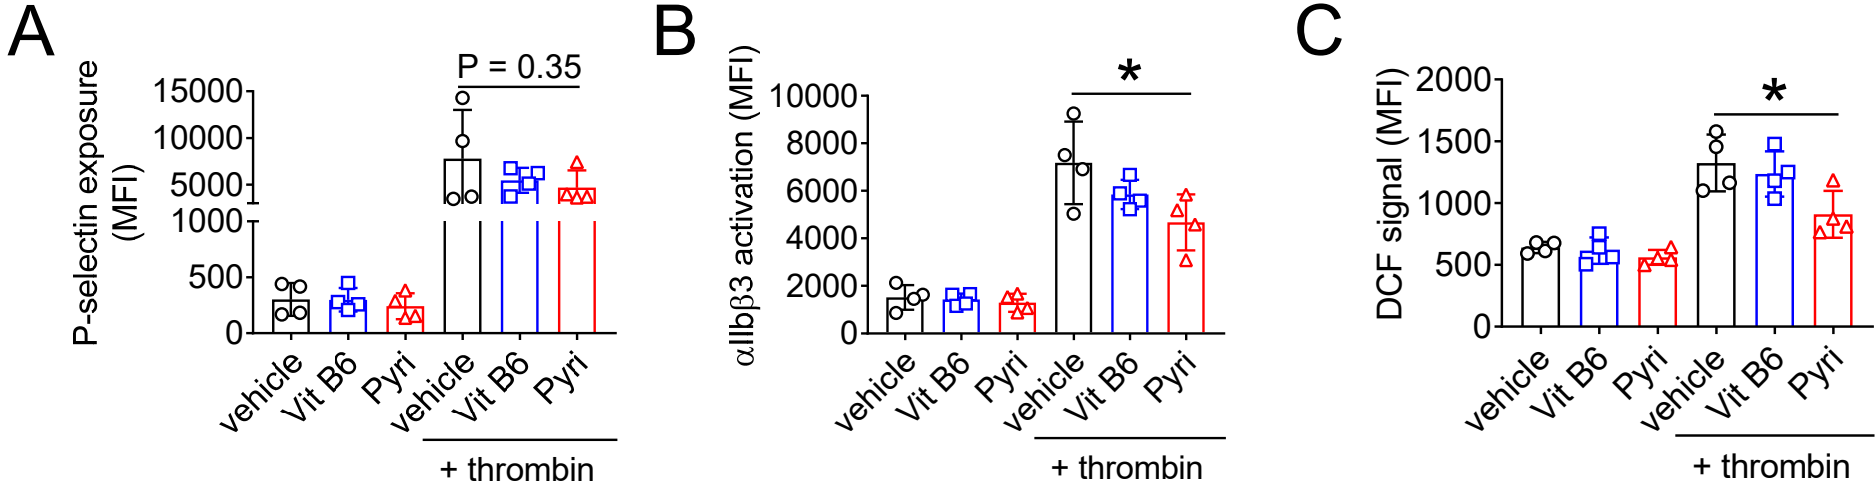 A
P-selectin exposure
(MFI)
15000
10000
5000
1000
500
0
P = 0.35
vehicle
Vit B6
Pyri
vehicle
Vit B6
Pyri
+ thrombin
B
αIIbβ3 activation (MFI)
10000
8000
6000
4000
2000
0
*
vehicle
Vit B6
Pyri
vehicle
Vit B6
Pyri
+ thrombin
C
DCF signal (MFI)
2000
1500
1000
500
0
*
vehicle
Vit B6
Pyri
vehicle
Vit B6
Pyri
+ thrombin